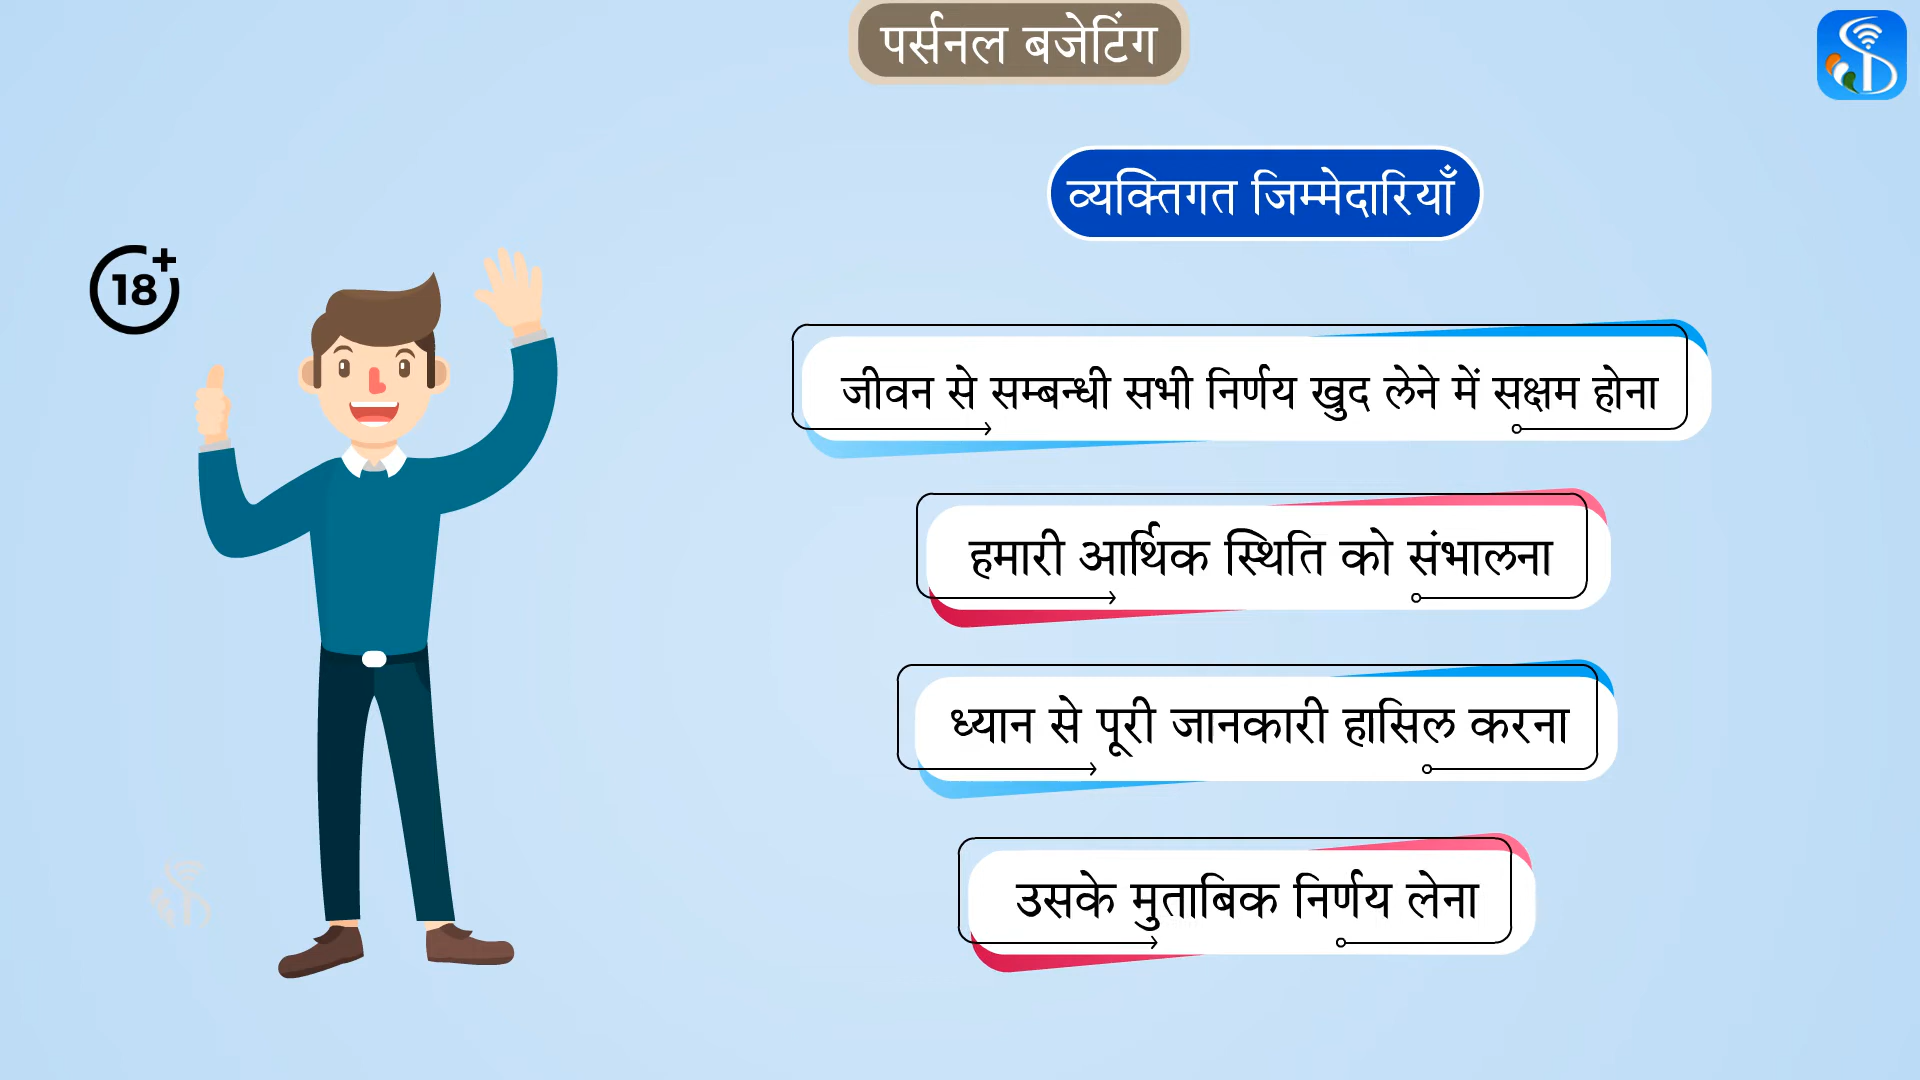 पर्सनल बजेटिंग
व्यक्तिगत जिम्मेदारियाँ
18+
जीवन से सम्बन्धी सभी निर्णय खुद लेने में सक्षम होना
हमारी आर्थिक स्थिति को संभालना
ध्यान से पूरी जानकारी हासिल करना
उसके मुताबिक निर्णय लेना